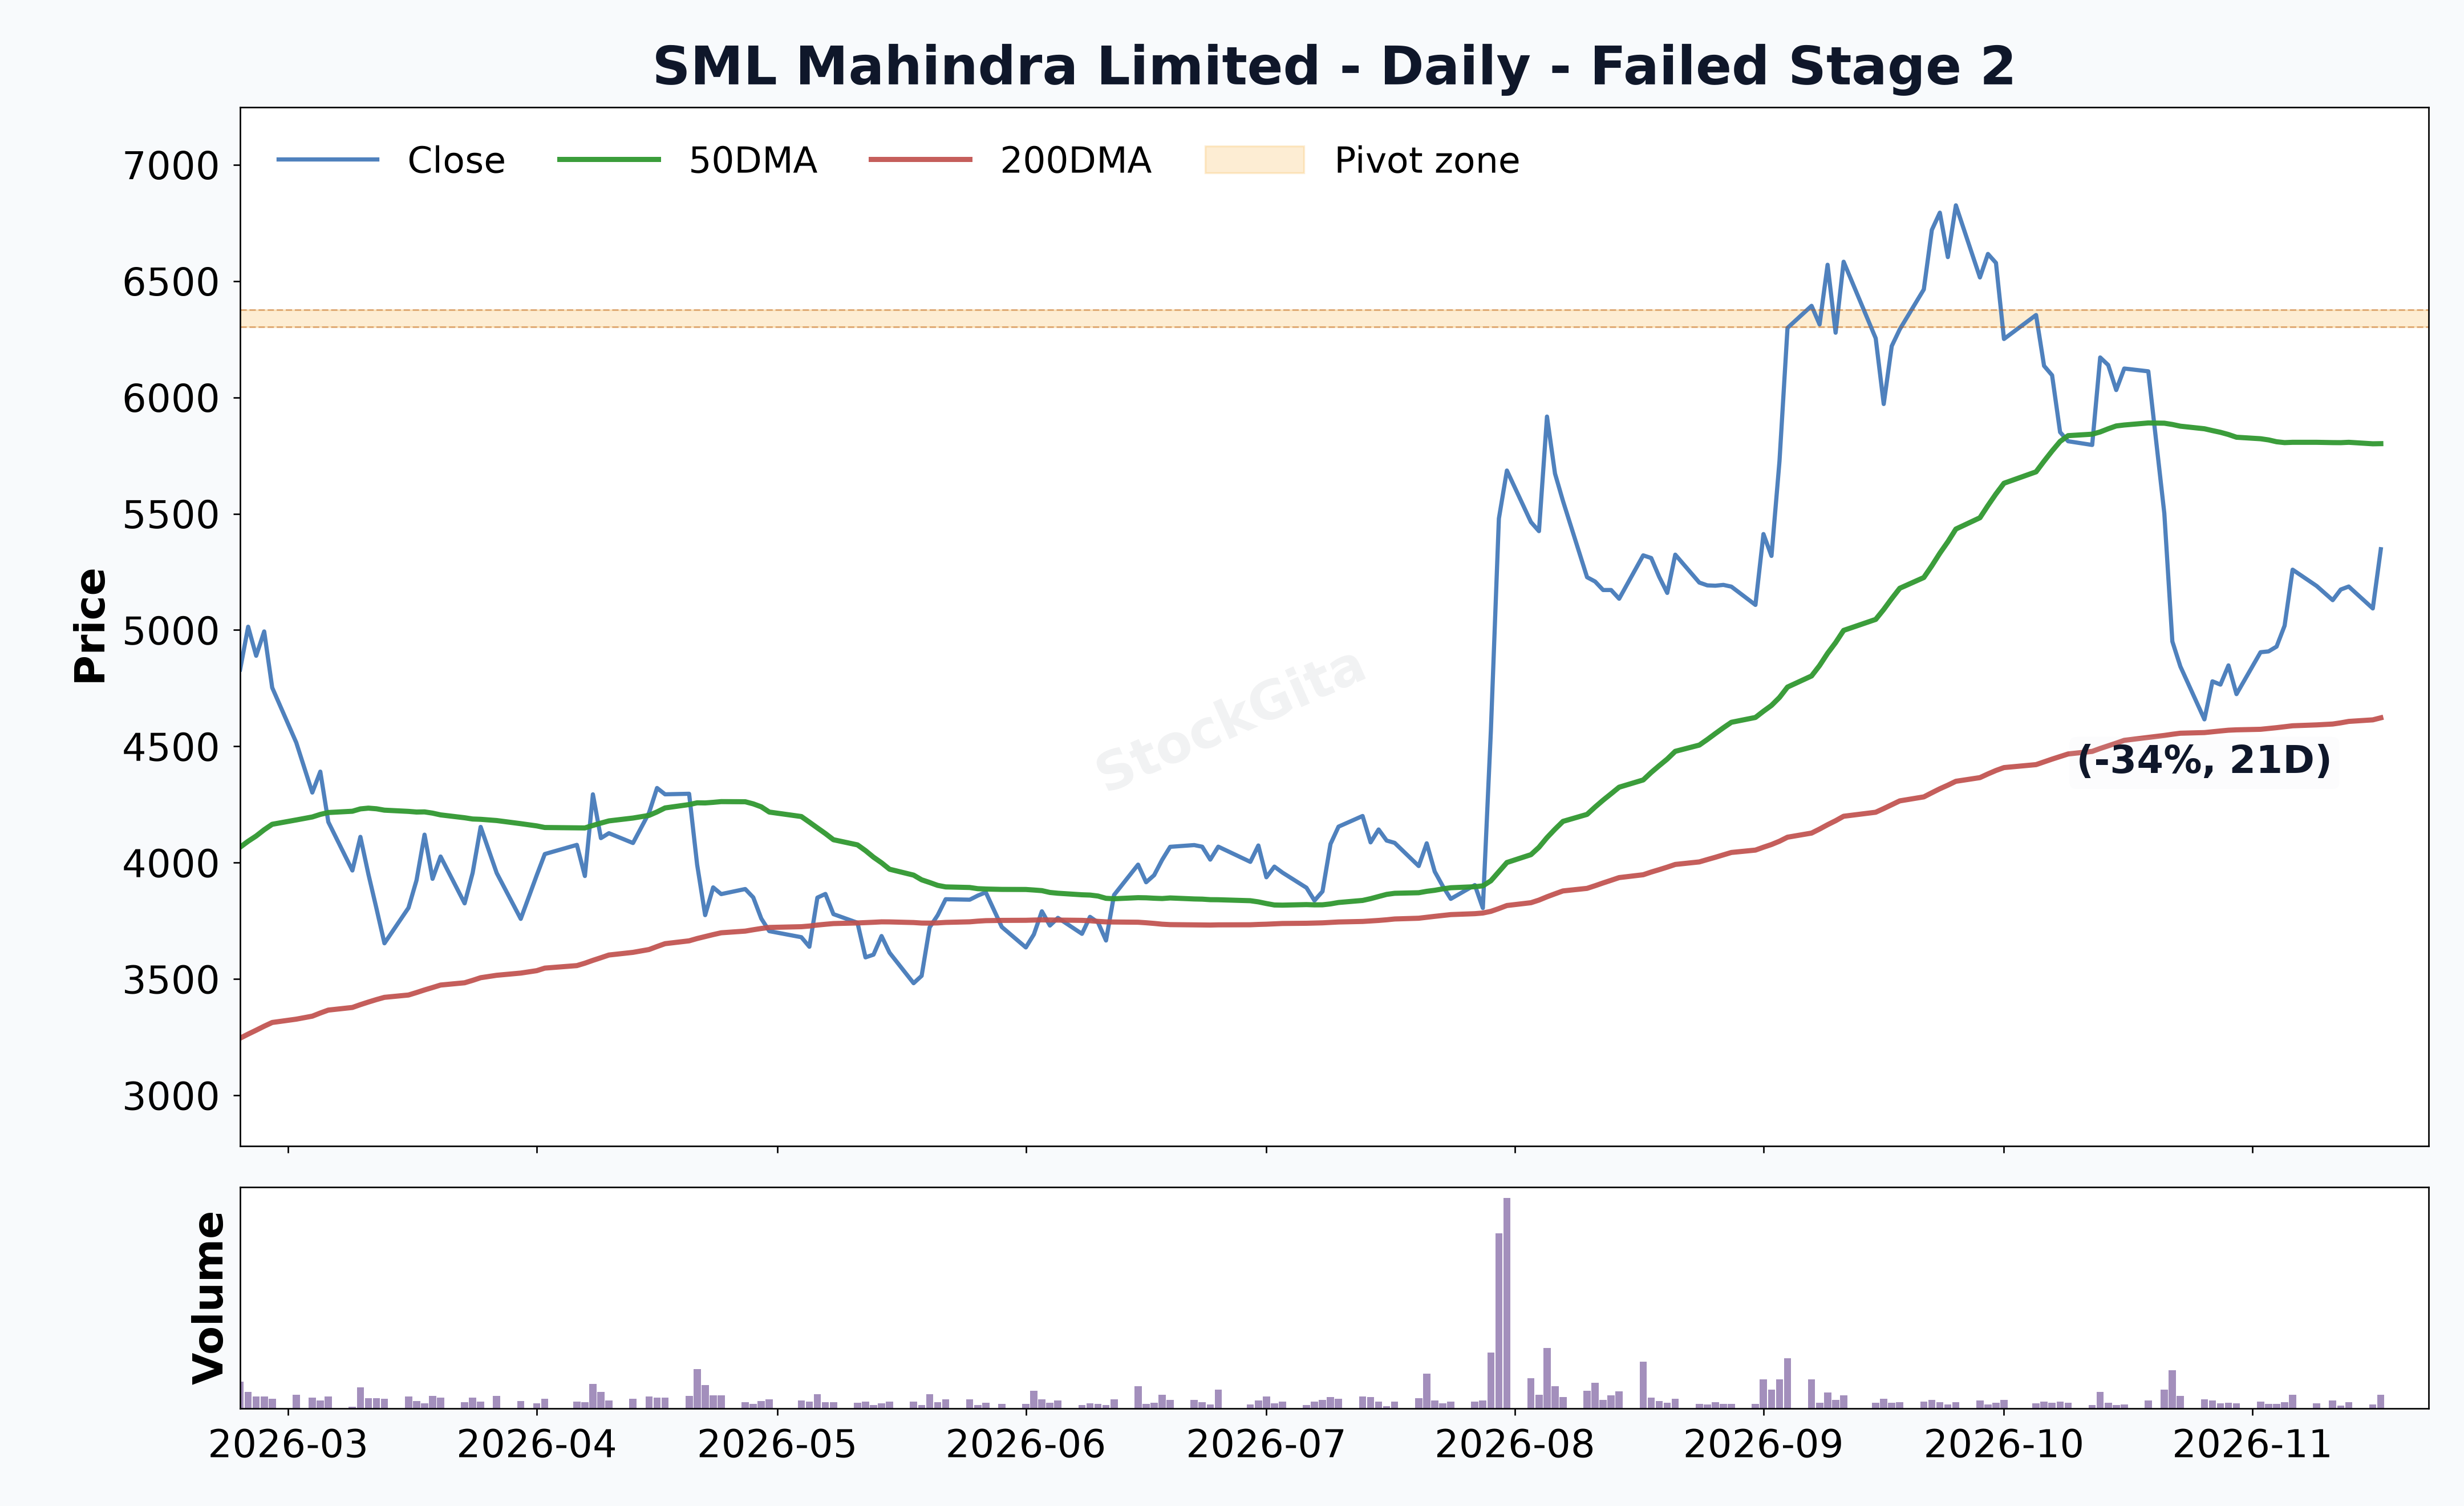 SML Mahindra Limited - Daily - Failed Stage 2
Close 50DMA 200DMA Pivot zone
7000
6500
6000
5500
5000
4500
4000
3500
3000
Price
StockGita
(-34%, 21D)
Volume
2026-03 2026-04 2026-05 2026-06 2026-07 2026-08 2026-09 2026-10 2026-11